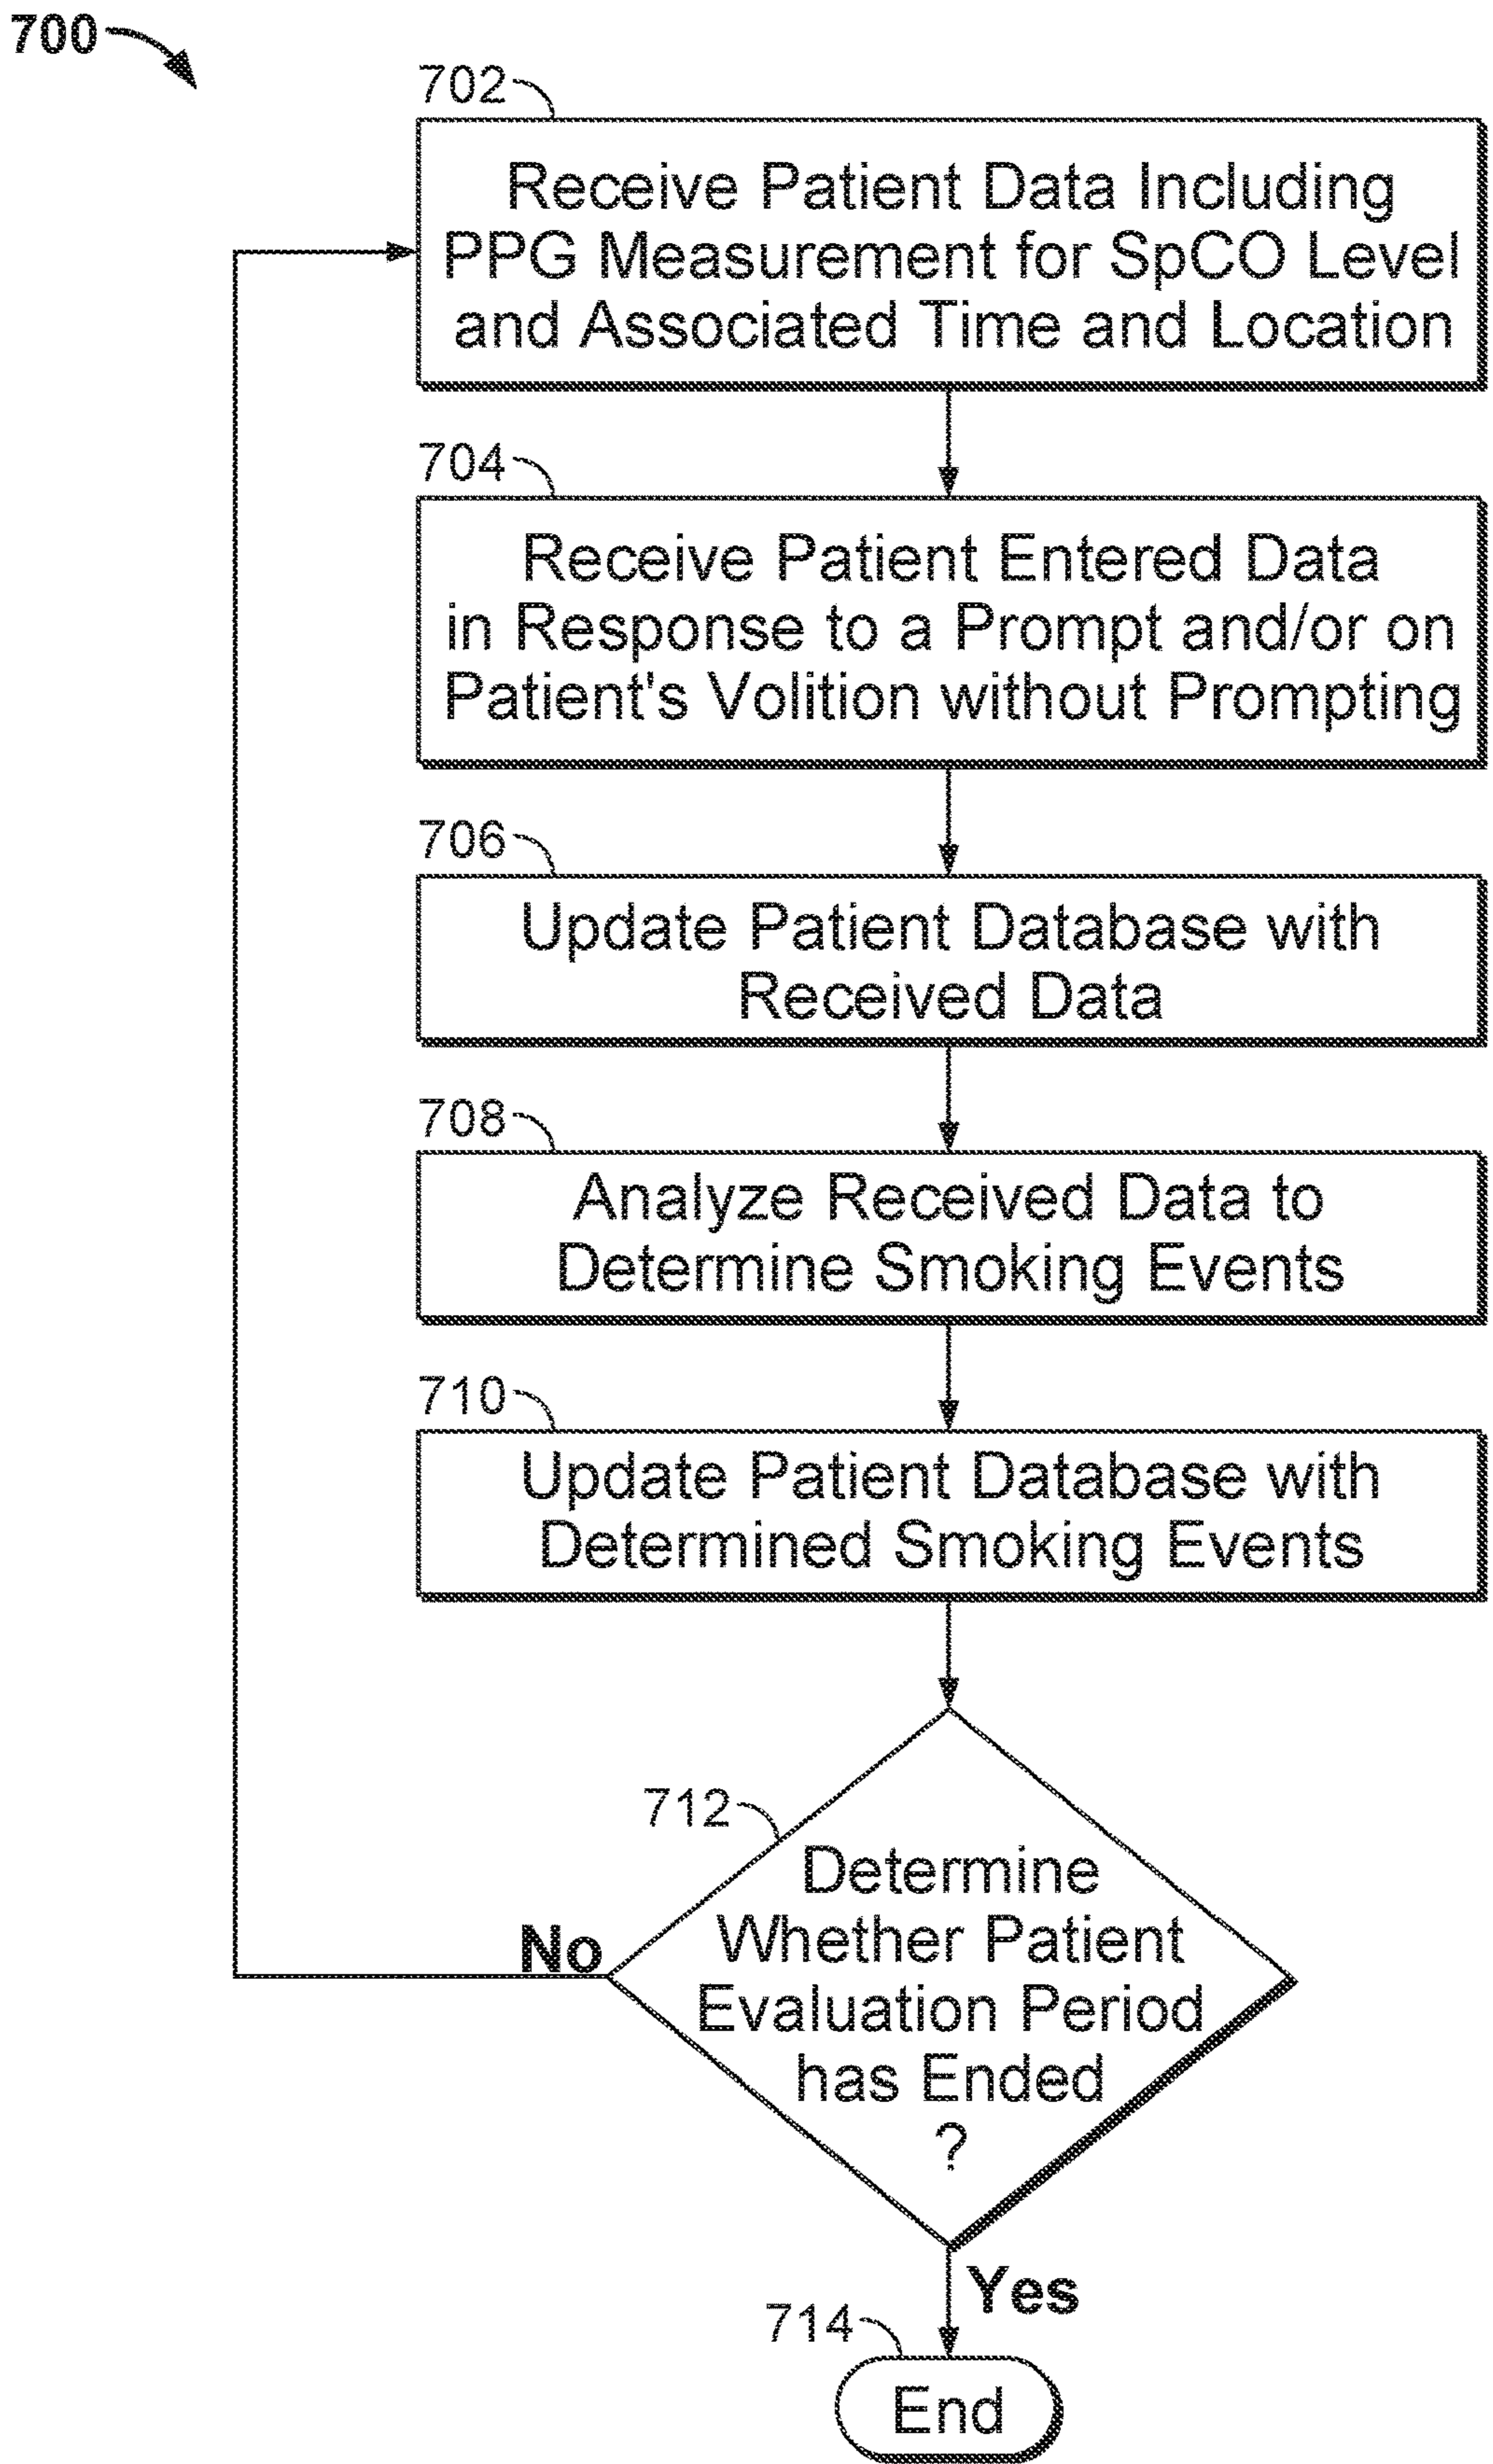 700
702
Receive Patient Data Including
PPG Measurement for SpCO Level
and Associated Time and Location
704
Receive Patient Entered Data
in Response to a Prompt and/or on
Patient's Volition without Prompting
706
Update Patient Database with
Received Data
708
Analyze Received Data to
Determine Smoking Events
710
Update Patient Database with
Determined Smoking Events
712
Determine
Whether Patient
Evaluation Period
has Ended
?
No
Yes
714
End